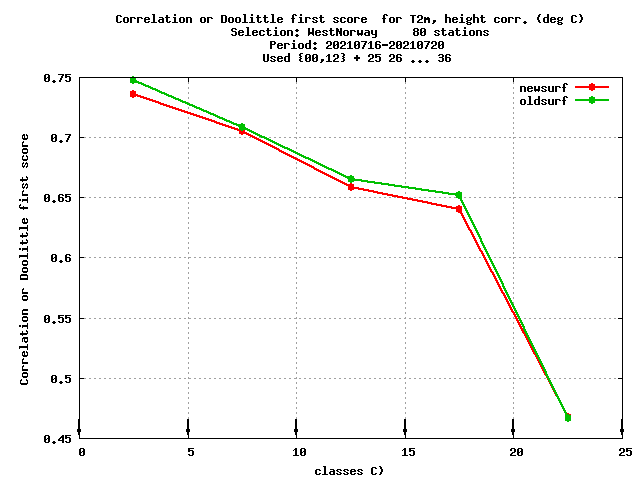 Correlation or Doolittle first score  for T2m, height corr. (deg C)
Selection: WestNorway     80 stations
Period: 20210716-20210720
Used {00,12} + 25 26 ... 36
newsurf
oldsurf
Correlation or Doolittle first score
0.75
0.7
0.65
0.6
0.55
0.5
0.45
0 5 10 15 20 25
classes C)